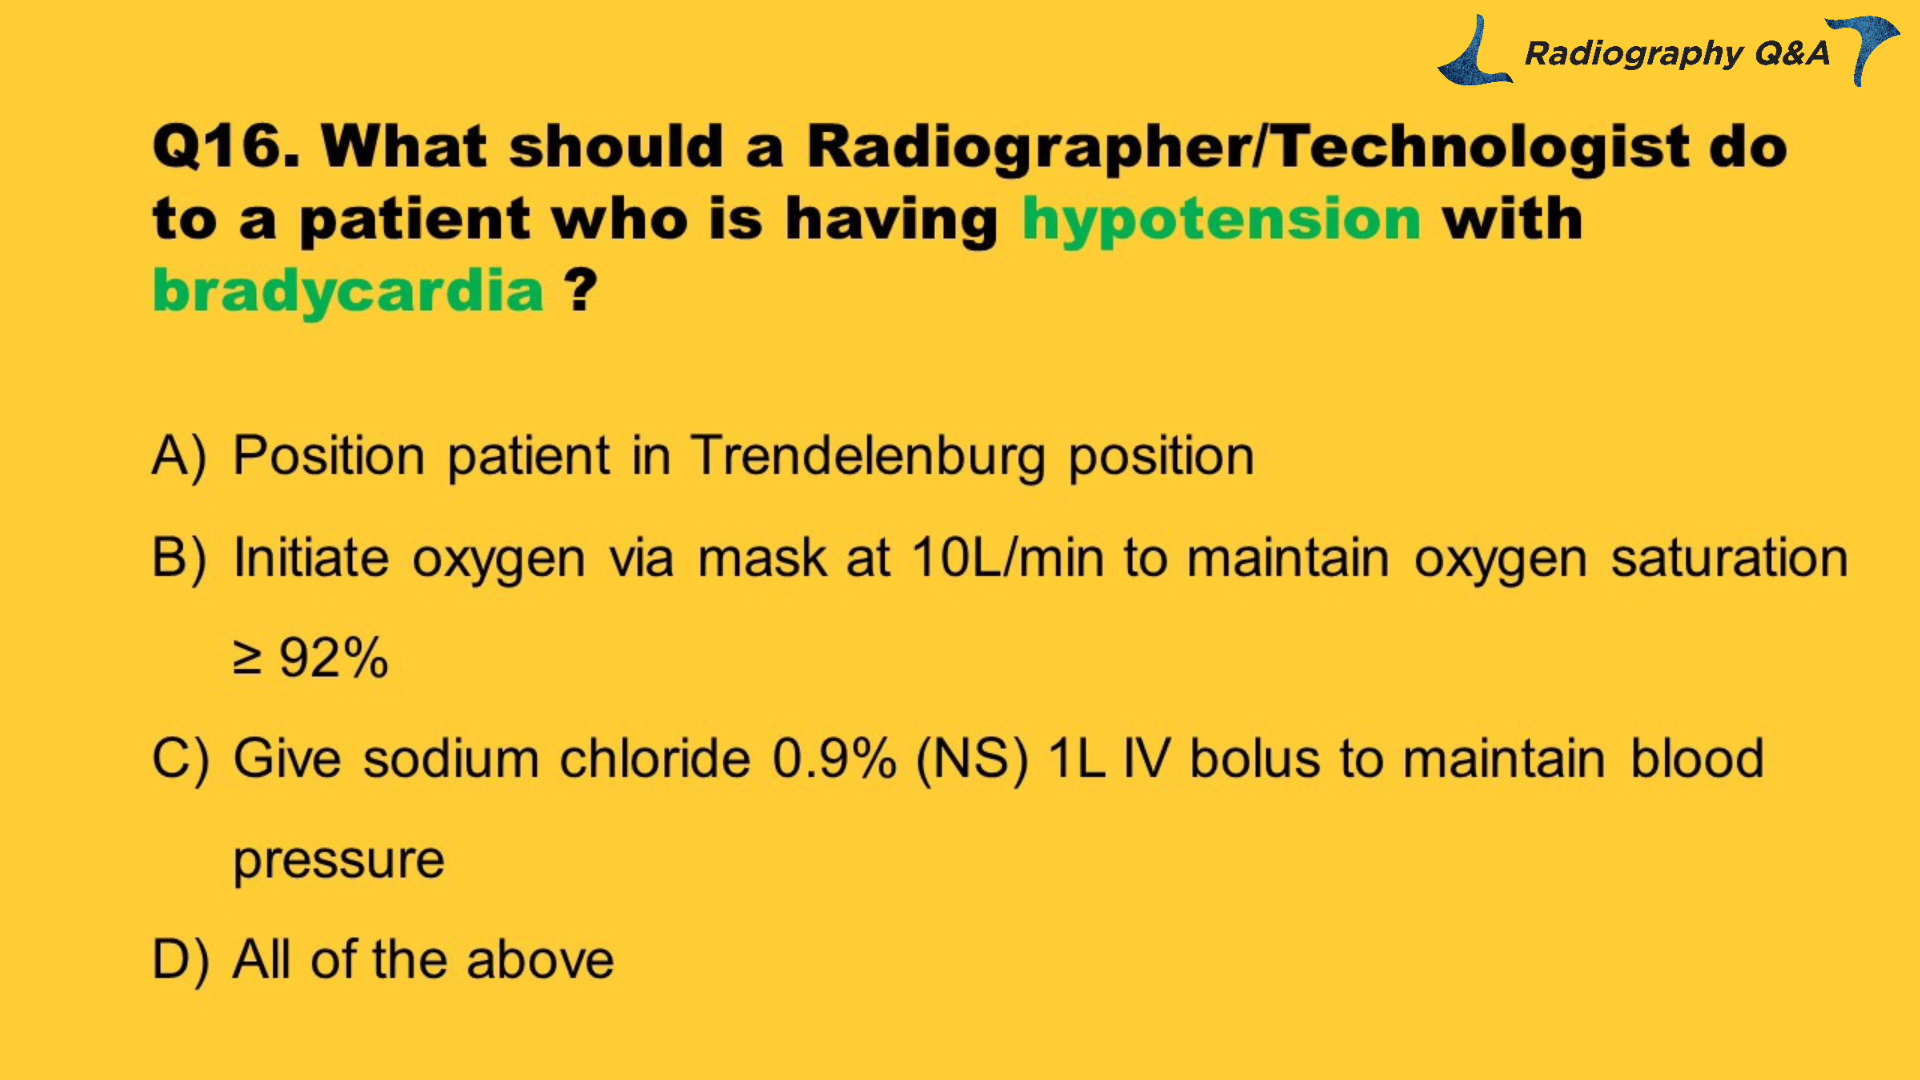 Radiography Q&A
Q16. What should a Radiographer/Technologist do
to a patient who is having hypotension with
bradycardia ?
A) Position patient in Trendelenburg position
B) Initiate oxygen via mask at 10L/min to maintain oxygen saturation
≥ 92%
C) Give sodium chloride 0.9% (NS) 1L IV bolus to maintain blood
pressure
D) All of the above